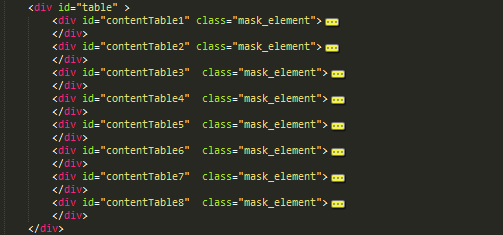 <div id="table" >
<div id="contentTable1" class="mask_element">
</div>
<div id="contentTable2" class="mask_element">
</div>
<div id="contentTable3"  class="mask_element">
</div>
<div id="contentTable4"  class="mask_element">
</div>
<div id="contentTable5"  class="mask_element">
</div>
<div id="contentTable6"  class="mask_element">
</div>
<div id="contentTable7"  class="mask_element">
</div>
<div id="contentTable8"  class="mask_element">
</div>
</div>